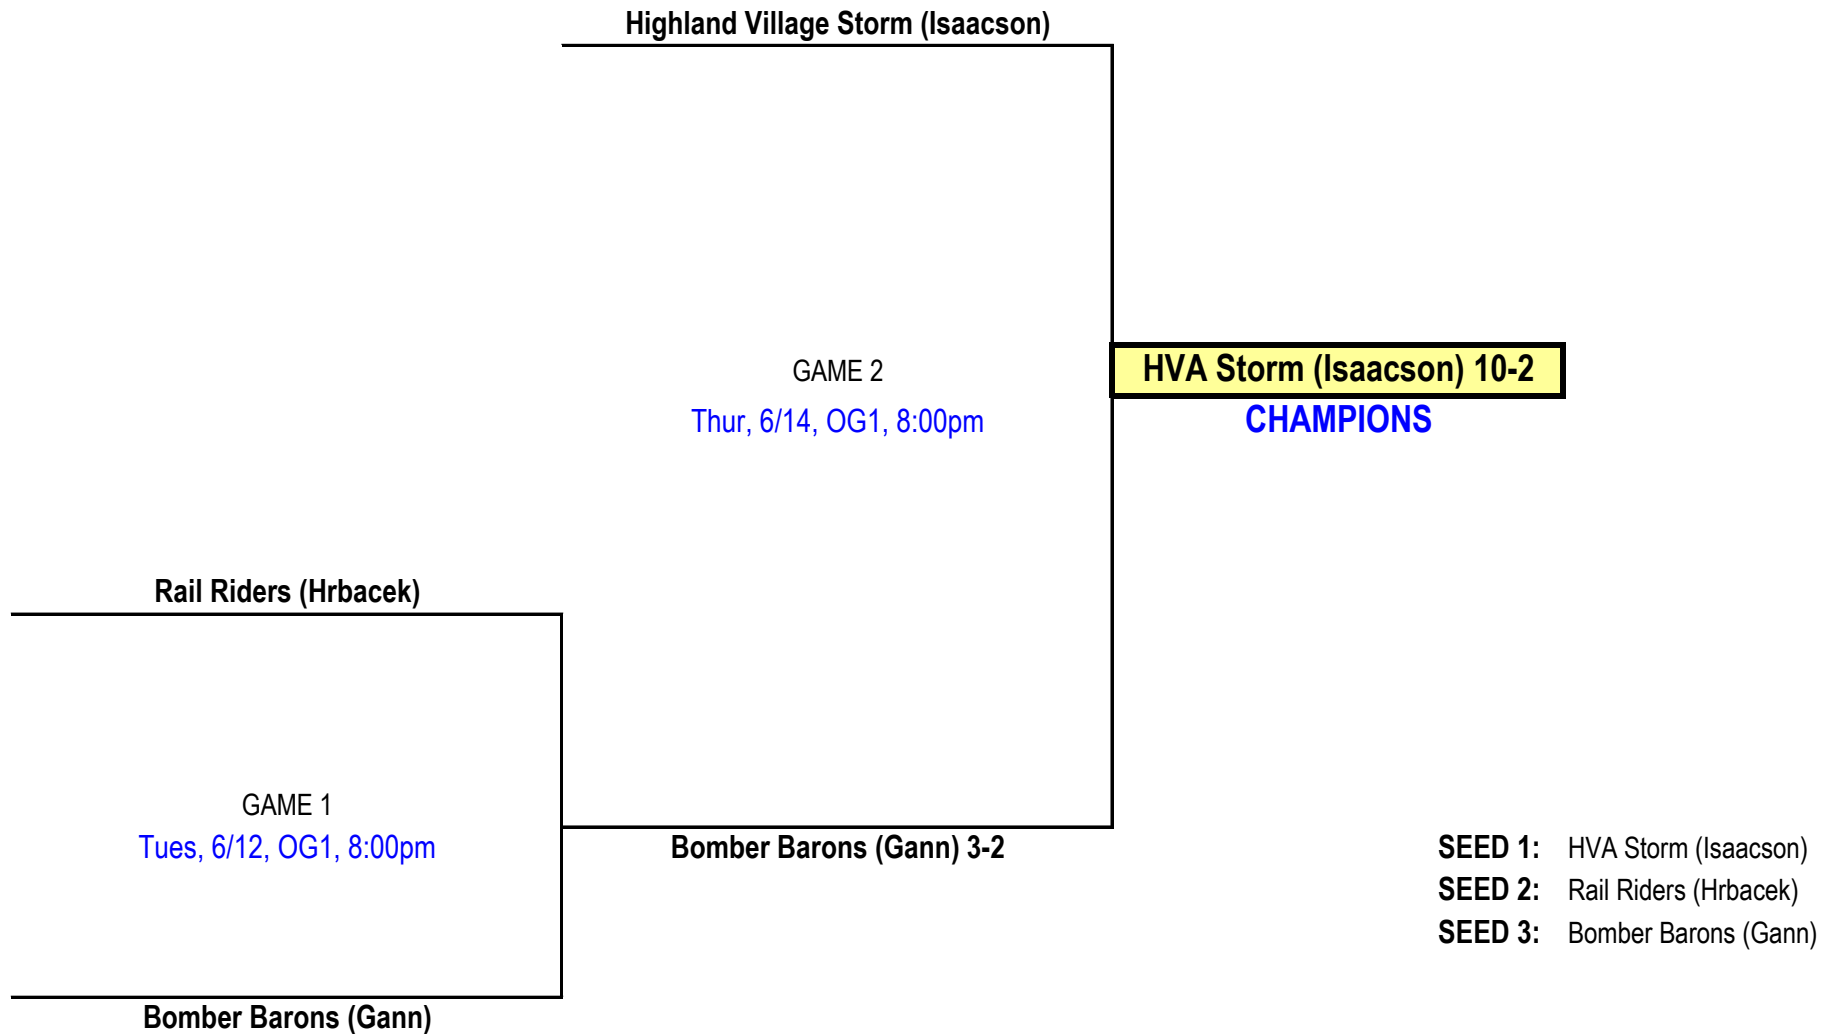 Highland Village Storm (Isaacson)
GAME 2
Thur, 6/14, OG1, 8:00pm
HVA Storm (Isaacson) 10-2
CHAMPIONS
Rail Riders (Hrbacek)
GAME 1
Tues, 6/12, OG1, 8:00pm
Bomber Barons (Gann) 3-2
Bomber Barons (Gann)
SEED 1: HVA Storm (Isaacson)
SEED 2: Rail Riders (Hrbacek)
SEED 3: Bomber Barons (Gann)